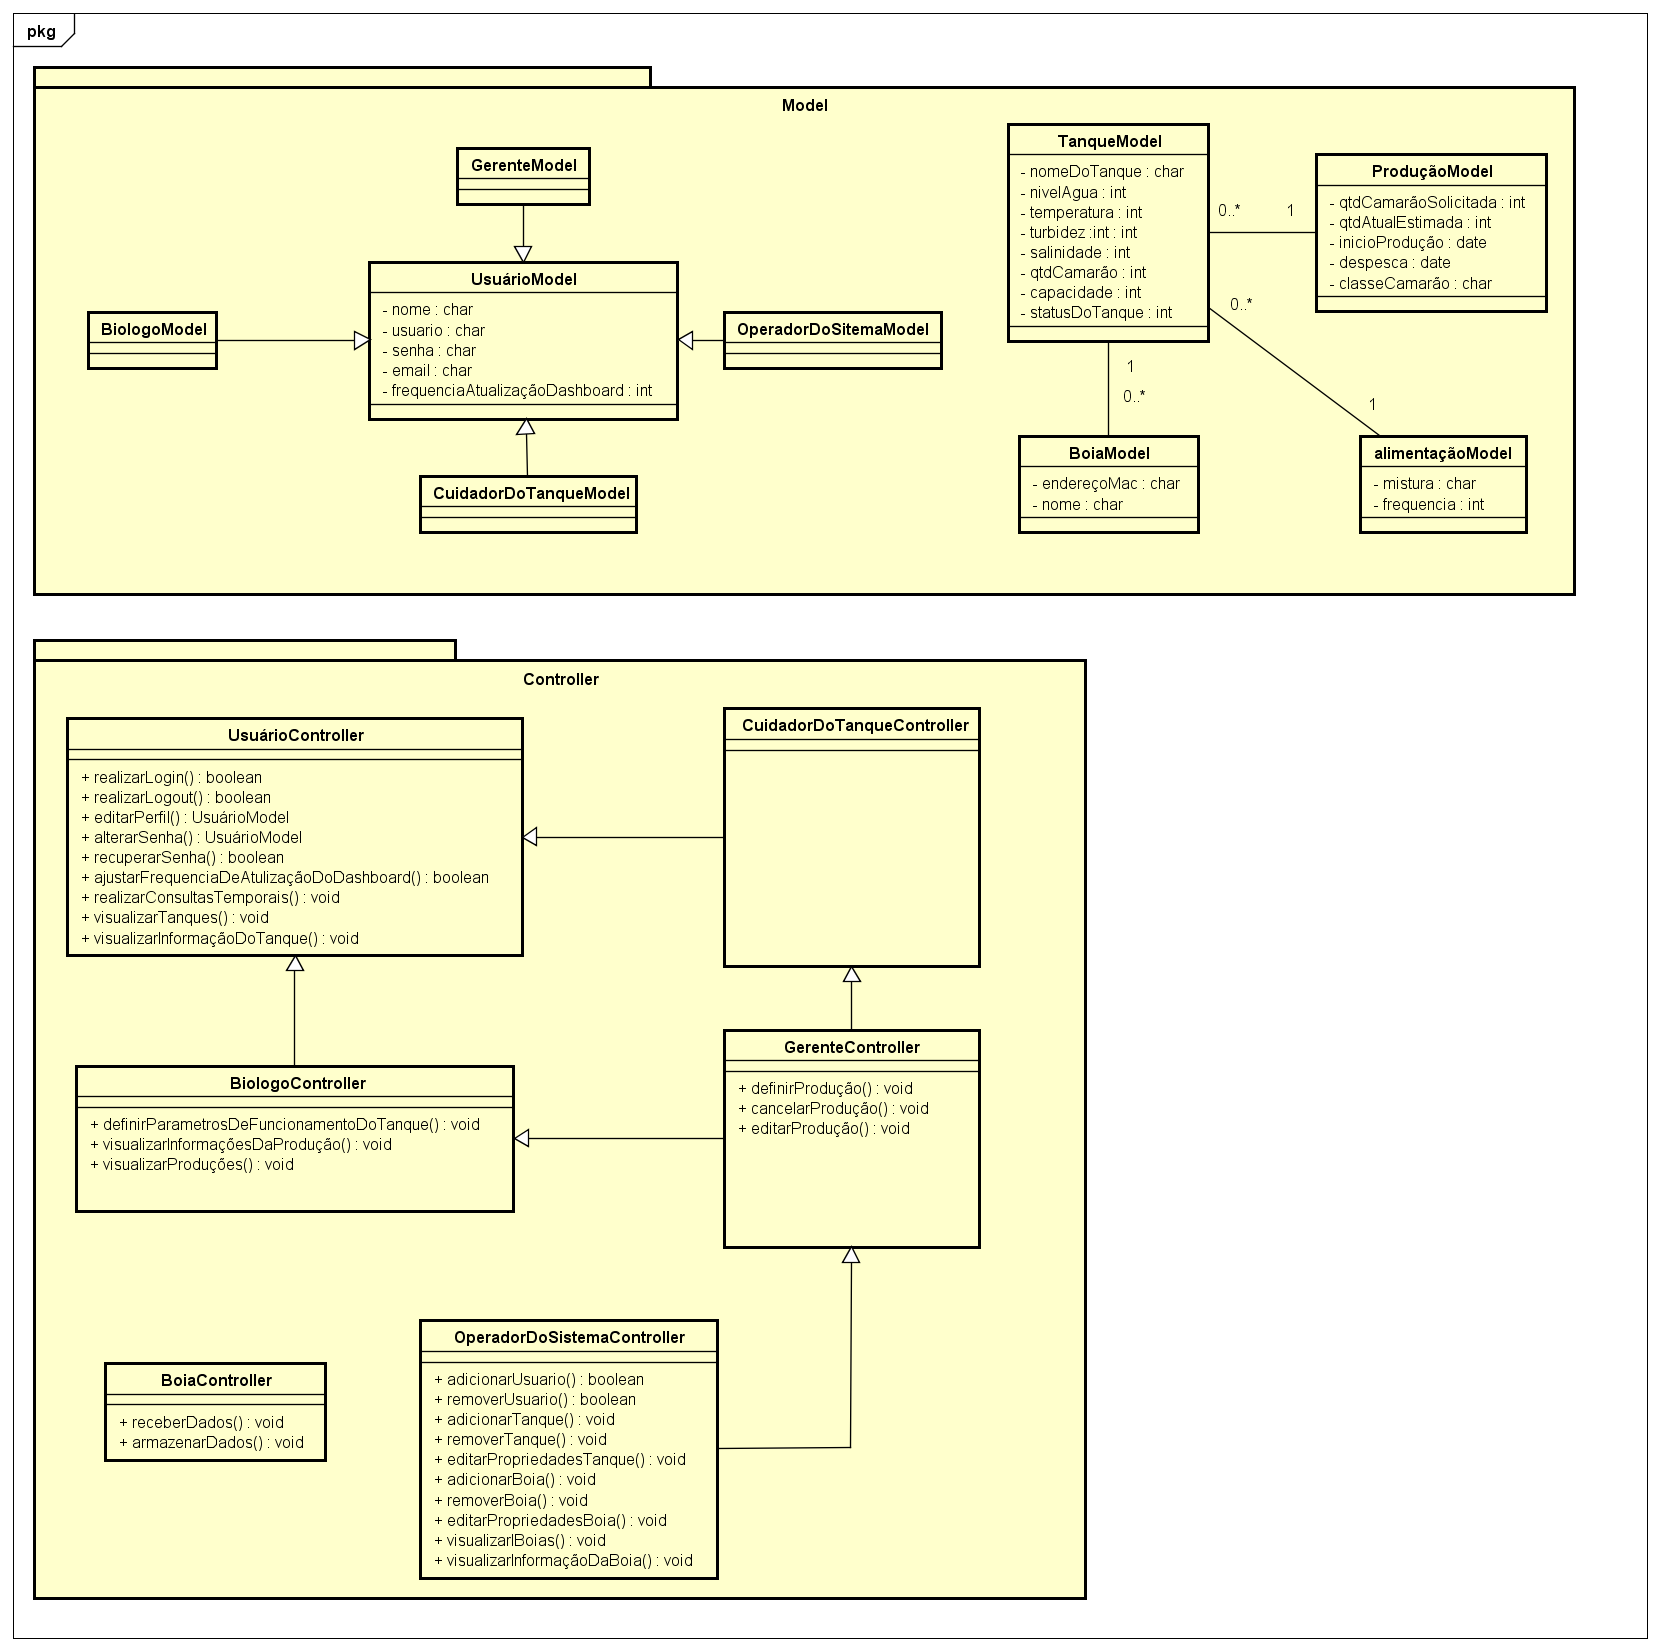 pkg
Model
GerenteModel
UsuárioModel
- nome : char
- usuario : char
- senha : char
- email : char
- frequenciaAtualizaçãoDashboard : int
BiologoModel
OperadorDoSitemaModel
CuidadorDoTanqueModel
TanqueModel
- nomeDoTanque : char
- nivelAgua : int
- temperatura : int
- turbidez :int : int
- salinidade : int
- qtdCamarão : int
- capacidade : int
- statusDoTanque : int
0..*
1
ProduçãoModel
- qtdCamarãoSolicitada : int
- qtdAtualEstimada : int
- inicioProdução : date
- despesca : date
- classeCamarão : char
0..*
1
1
0..*
BoiaModel
- endereçoMac : char
- nome : char
alimentaçãoModel
- mistura : char
- frequencia : int
Controller
UsuárioController
+ realizarLogin() : boolean
+ realizarLogout() : boolean
+ editarPerfil() : UsuárioModel
+ alterarSenha() : UsuárioModel
+ recuperarSenha() : boolean
+ ajustarFrequenciaDeAtulizaçãoDoDashboard() : boolean
+ realizarConsultasTemporais() : void
+ visualizarTanques() : void
+ visualizarInformaçãoDoTanque() : void
CuidadorDoTanqueController
BiologoController
+ definirParametrosDeFuncionamentoDoTanque() : void
+ visualizarInformaçõesDaProdução() : void
+ visualizarProduções() : void
GerenteController
+ definirProdução() : void
+ cancelarProdução() : void
+ editarProdução() : void
BoiaController
+ receberDados() : void
+ armazenarDados() : void
OperadorDoSistemaController
+ adicionarUsuario() : boolean
+ removerUsuario() : boolean
+ adicionarTanque() : void
+ removerTanque() : void
+ editarPropriedadesTanque() : void
+ adicionarBoia() : void
+ removerBoia() : void
+ editarPropriedadesBoia() : void
+ visualizarlBoias() : void
+ visualizarInformaçãoDaBoia() : void